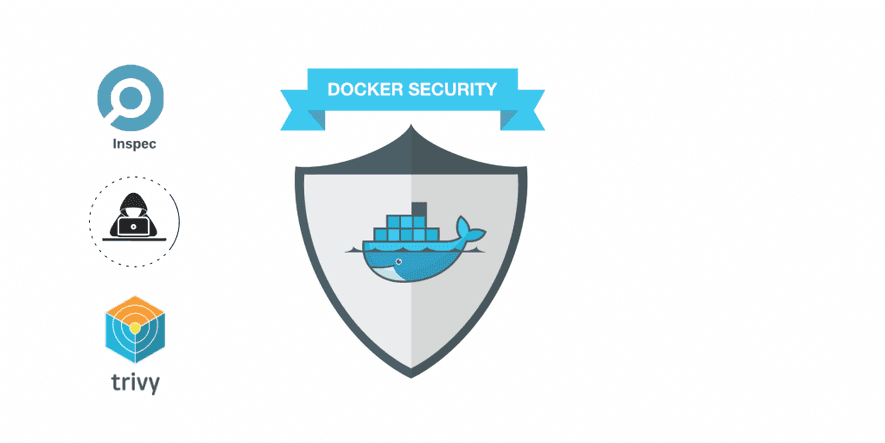 DOCKER SECURITY
Inspec
trivy